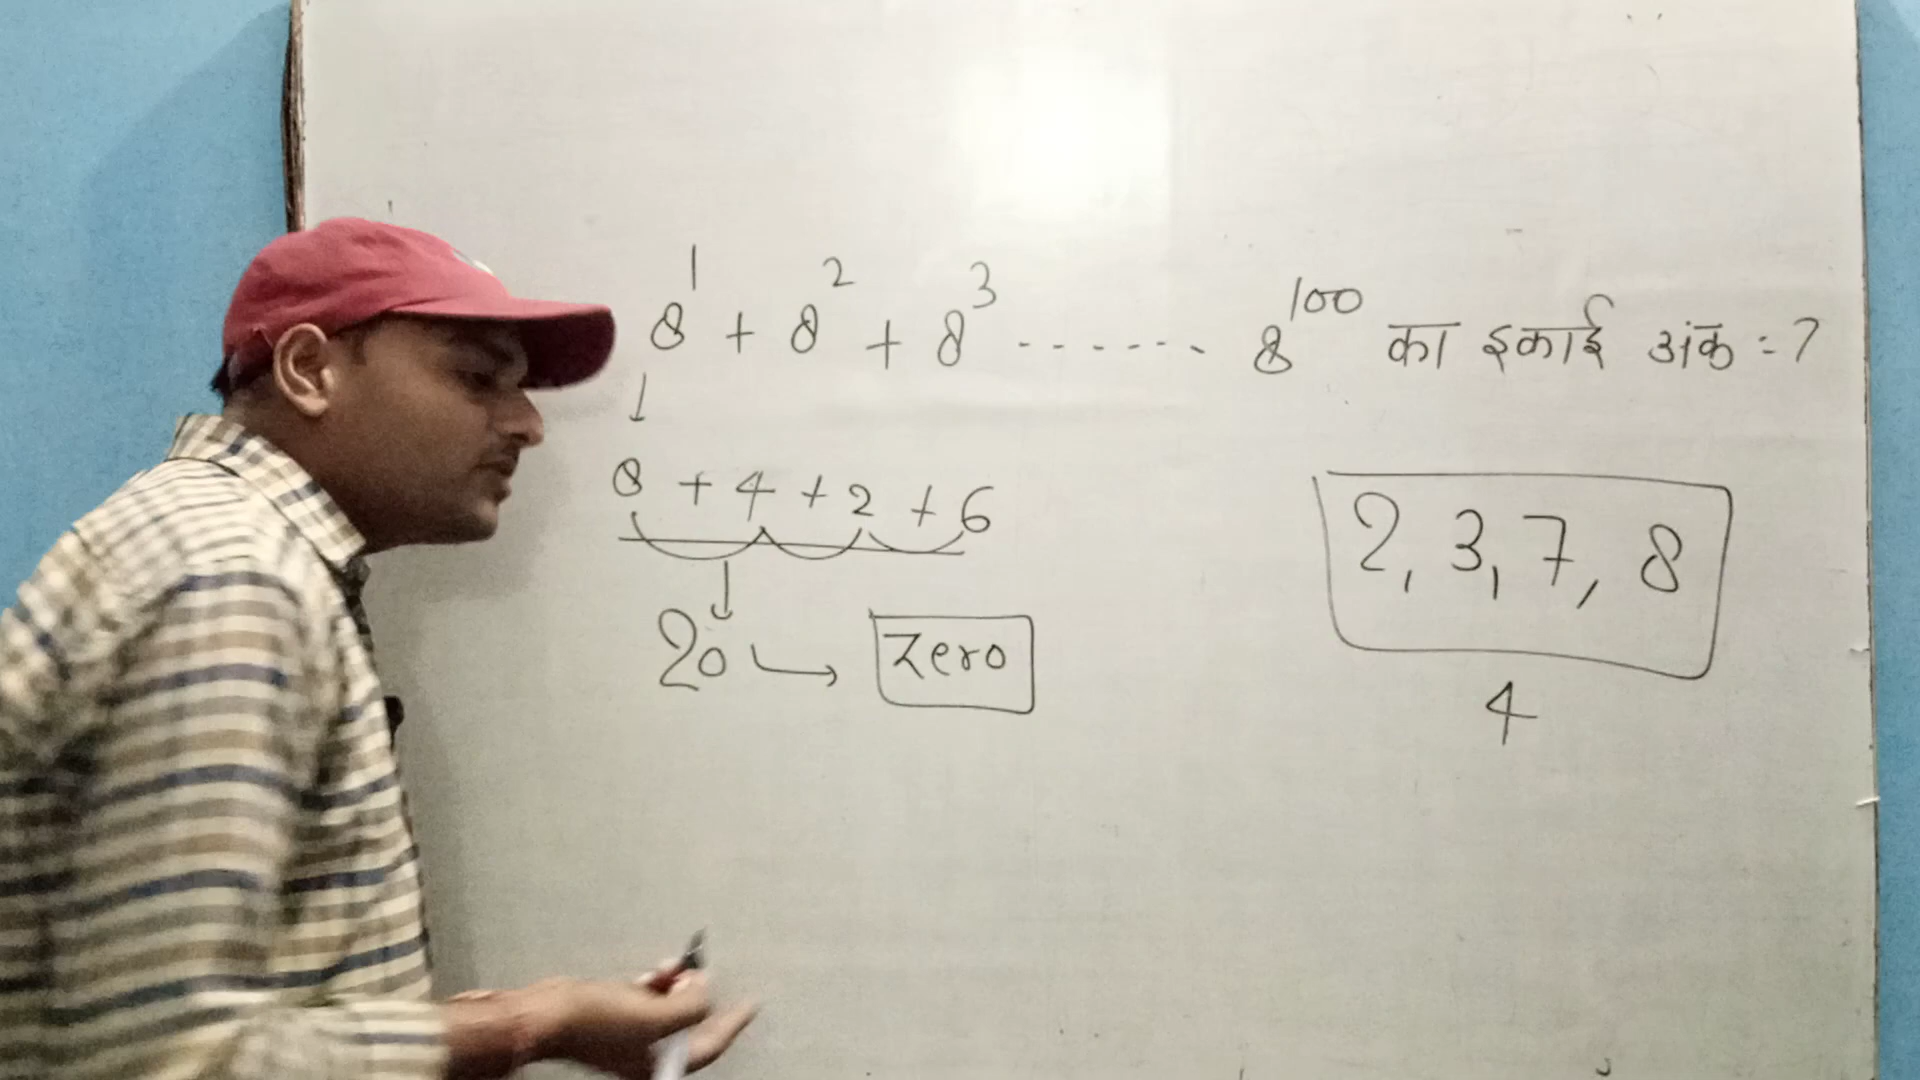 8¹ + 8² + 8³ ------- 8¹⁰⁰ का इकाई अंक = ?
↓
8 + 4 + 2 + 6
↓
20 → Zero
2, 3, 7, 8
4